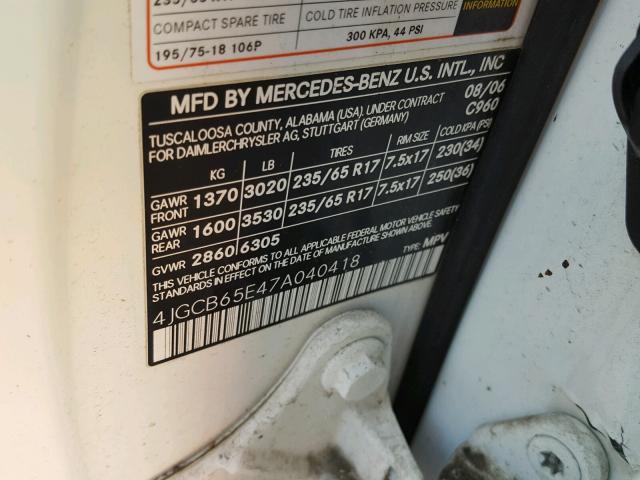 COMPACT SPARE TIRE
195/75-18 106P
COLD TIRE INFLATION PRESSURE
300 KPA, 44 PSI
INFORMATION
MFD BY MERCEDES-BENZ U.S. INTL., INC
TUSCALOOSA COUNTY, ALABAMA (USA). UNDER CONTRACT 08/06
FOR DAIMLERCHRYSLER AG, STUTTGART (GERMANY) C960
KG LB TIRES RIM SIZE COLD KPA (PSI)
GAWR FRONT 1370 3020 235/65 R17 7.5x17 230(34)
GAWR REAR 1600 3530 235/65 R17 7.5x17 250(36)
GVWR 2860 6305
THIS VEHICLE CONFORMS TO ALL APPLICABLE FEDERAL MOTOR VEHICLE SAFETY
STANDARDS IN EFFECT ON THE DATE OF MANUFACTURE SHOWN ABOVE.
4JGCB65E47A040418 TYPE: MPV